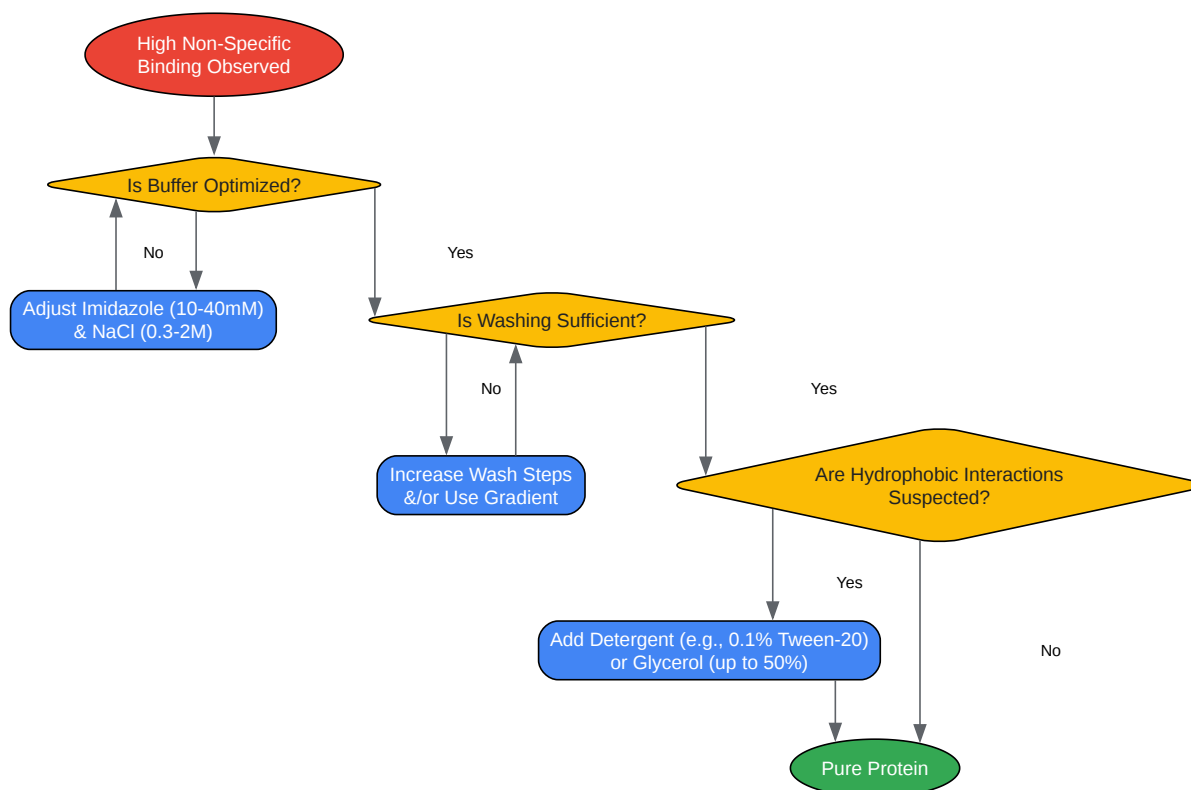 High Non-Specific
Binding Observed
Is Buffer Optimized?
No
Yes
Adjust Imidazole (10-40mM)
& NaCl (0.3-2M)
Is Washing Sufficient?
No
Yes
Increase Wash Steps
&/or Use Gradient
Are Hydrophobic Interactions
Suspected?
Yes
No
Add Detergent (e.g., 0.1% Tween-20)
or Glycerol (up to 50%)
Pure Protein